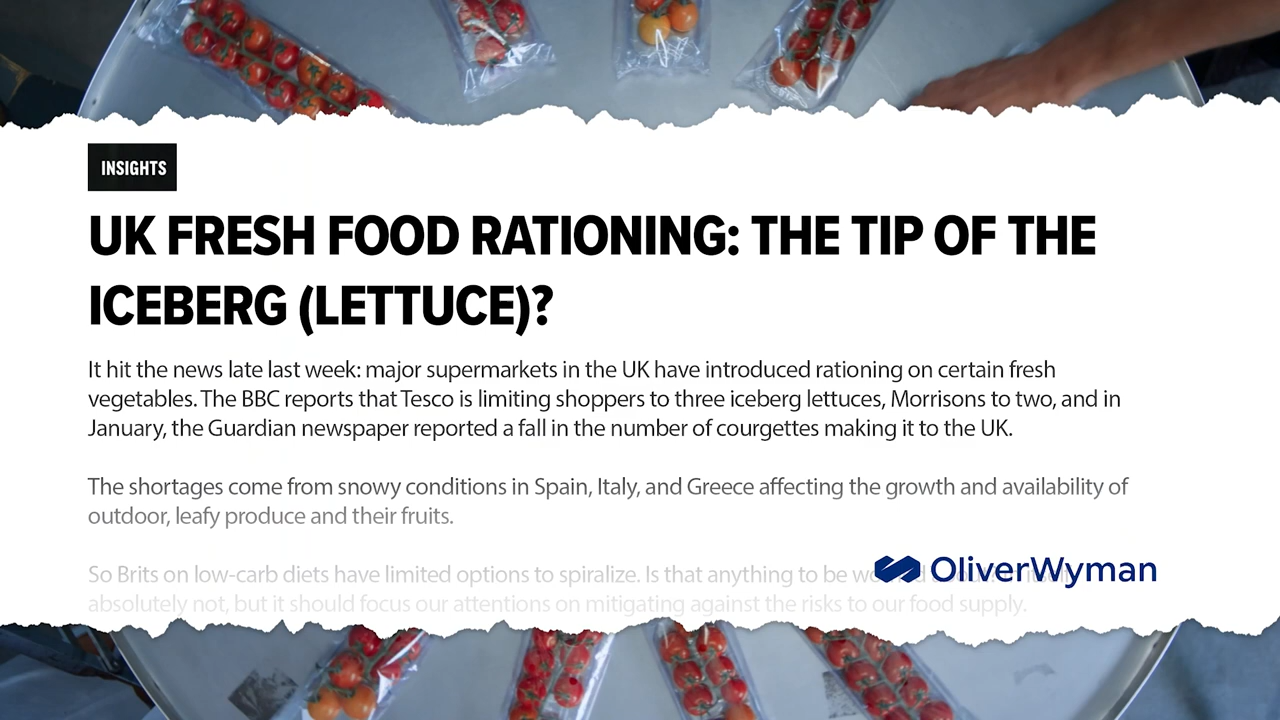 INSIGHTS
UK FRESH FOOD RATIONING: THE TIP OF THE
ICEBERG (LETTUCE)?
It hit the news late last week: major supermarkets in the UK have introduced rationing on certain fresh
vegetables. The BBC reports that Tesco is limiting shoppers to three iceberg lettuces, Morrisons to two, and in
January, the Guardian newspaper reported a fall in the number of courgettes making it to the UK.
The shortages come from snowy conditions in Spain, Italy, and Greece affecting the growth and availability of
outdoor, leafy produce and their fruits.
So Brits on low-carb diets have limited options to spiralize. Is that anything to be
absolutely not, but it should focus our attentions on mitigating against the risks to our food supply.
OliverWyman